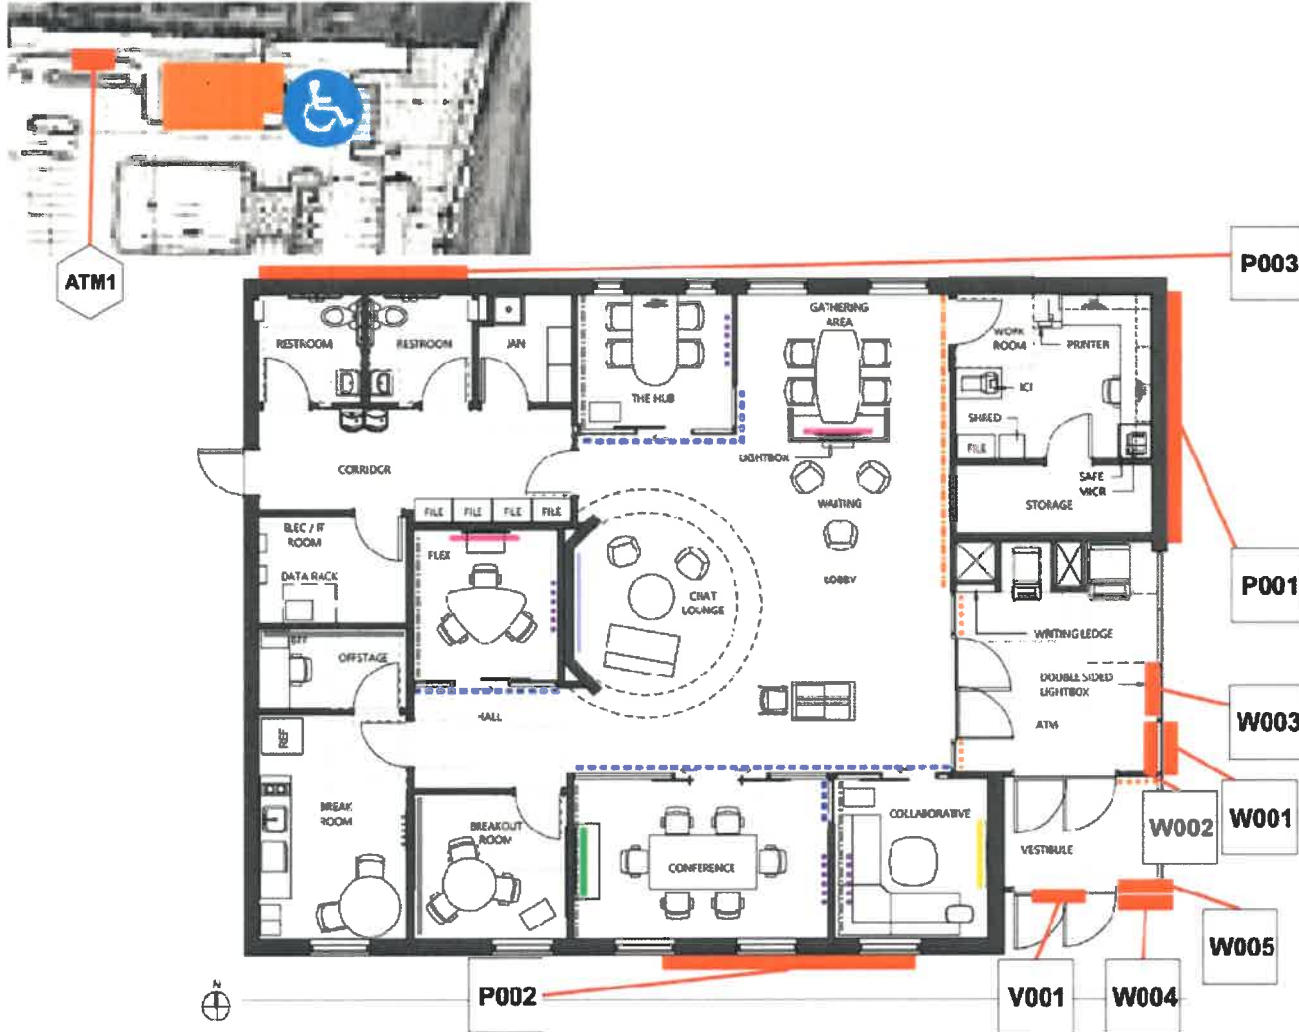 ATM1
P003
GATHERING
AREA
RESTROOM
RESTROOM
JAN
WORK
ROOM
PRINTER
THE HUB
ICI
SHRED
LIGHTBOX
FILE
CORRIDOR
SAFE
MICR
WAITING
STORAGE
FILE
FILE
FILE
FILE
ELEC / IT
ROOM
FLEX
P001
DATA RACK
LOBBY
CHAT
LOUNGE
WRITING LEDGE
OFFSTAGE
DOUBLE SIDED
LIGHTBOX
HALL
ATM
W003
REF
BREAK
ROOM
BREAKOUT
ROOM
COLLABORATIVE
W002
W001
VESTIBULE
CONFERENCE
W005
N
P002
V001
W004